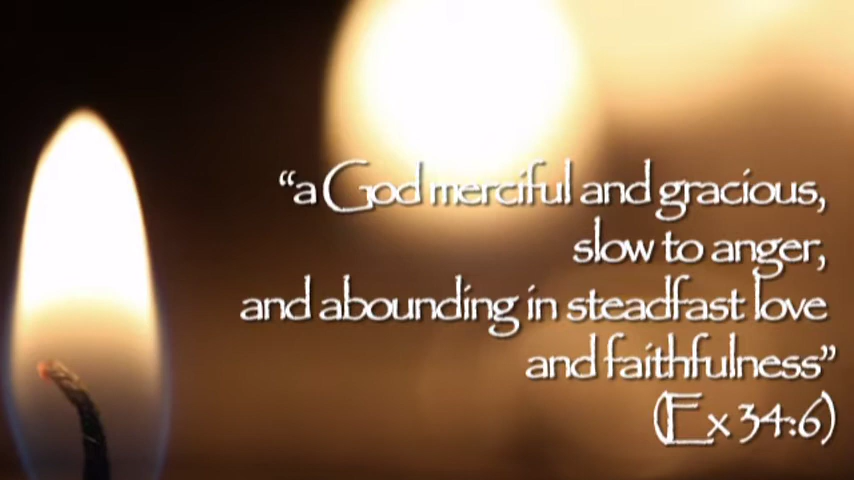 “a God merciful and gracious,
slow to anger,
and abounding in steadfast love
and faithfulness”
(Ex 34:6)